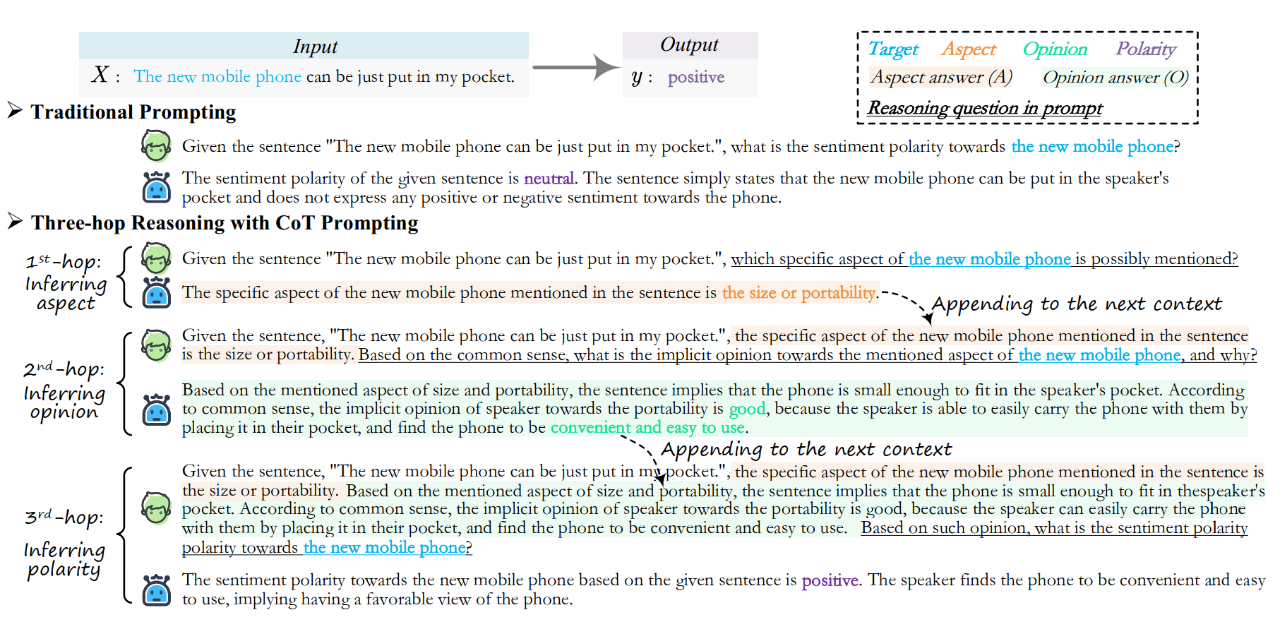 Input
Output
X : The new mobile phone can be just put in my pocket.
y : positive
Target Aspect Opinion Polarity
Aspect answer (A) Opinion answer (O)
Reasoning question in prompt
➢ Traditional Prompting
Given the sentence "The new mobile phone can be just put in my pocket.", what is the sentiment polarity towards the new mobile phone?
The sentiment polarity of the given sentence is neutral. The sentence simply states that the new mobile phone can be put in the speaker's
pocket and does not express any positive or negative sentiment towards the phone.
➢ Three-hop Reasoning with CoT Prompting
1st-hop:
Inferring
aspect
Given the sentence "The new mobile phone can be just put in my pocket.", which specific aspect of the new mobile phone is possibly mentioned?
The specific aspect of the new mobile phone mentioned in the sentence is the size or portability.
Appending to the next context
2nd-hop:
Inferring
opinion
Given the sentence, "The new mobile phone can be just put in my pocket.", the specific aspect of the new mobile phone mentioned in the sentence
is the size or portability. Based on the common sense, what is the implicit opinion towards the mentioned aspect of the new mobile phone, and why?
Based on the mentioned aspect of size and portability, the sentence implies that the phone is small enough to fit in the speaker's pocket. According
to common sense, the implicit opinion of speaker towards the portability is good, because the speaker is able to easily carry the phone with them by
placing it in their pocket, and find the phone to be convenient and easy to use.
Appending to the next context
3rd-hop:
Inferring
polarity
Given the sentence, "The new mobile phone can be just put in my pocket.", the specific aspect of the new mobile phone mentioned in the sentence is
the size or portability. Based on the mentioned aspect of size and portability, the sentence implies that the phone is small enough to fit in thespeaker's
pocket. According to common sense, the implicit opinion of speaker towards the portability is good, because the speaker can easily carry the phone
with them by placing it in their pocket, and find the phone to be convenient and easy to use. Based on such opinion, what is the sentiment polarity
polarity towards the new mobile phone?
The sentiment polarity towards the new mobile phone based on the given sentence is positive. The speaker finds the phone to be convenient and easy
to use, implying having a favorable view of the phone.